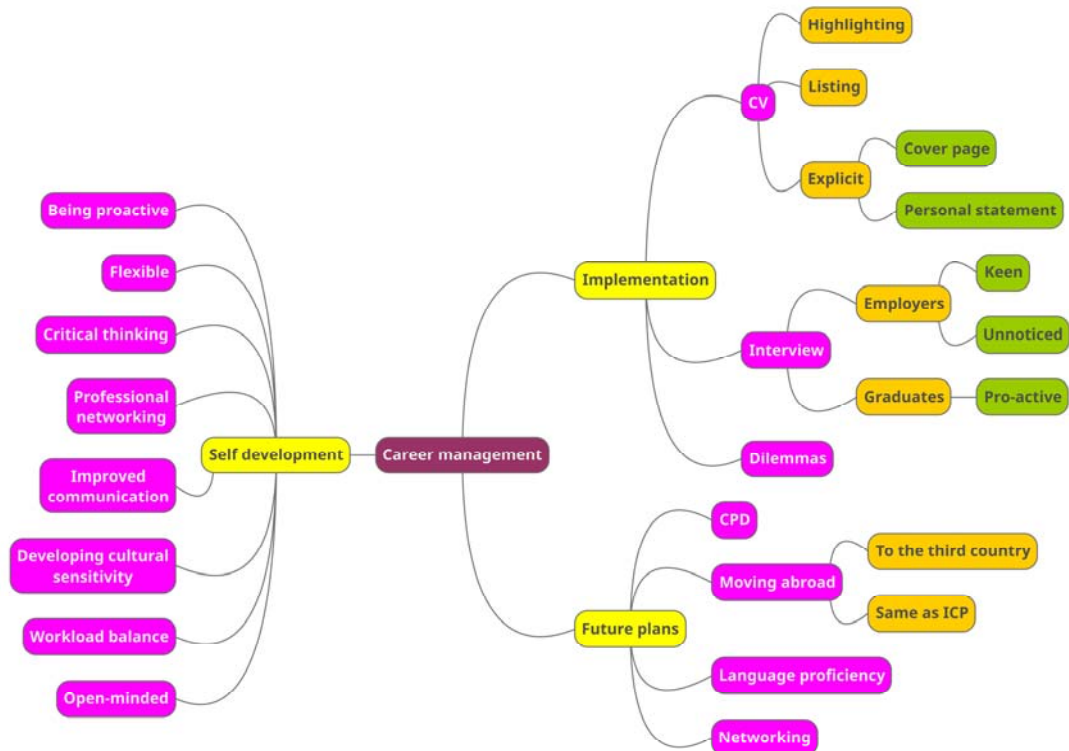 Career management
Self development
Being proactive
Flexible
Critical thinking
Professional
networking
Improved
communication
Developing cultural
sensitivity
Workload balance
Open-minded
Implementation
CV
Highlighting
Listing
Explicit
Cover page
Personal statement
Interview
Employers
Keen
Unnoticed
Graduates
Pro-active
Dilemmas
Future plans
CPD
Moving abroad
To the third country
Same as ICP
Language proficiency
Networking